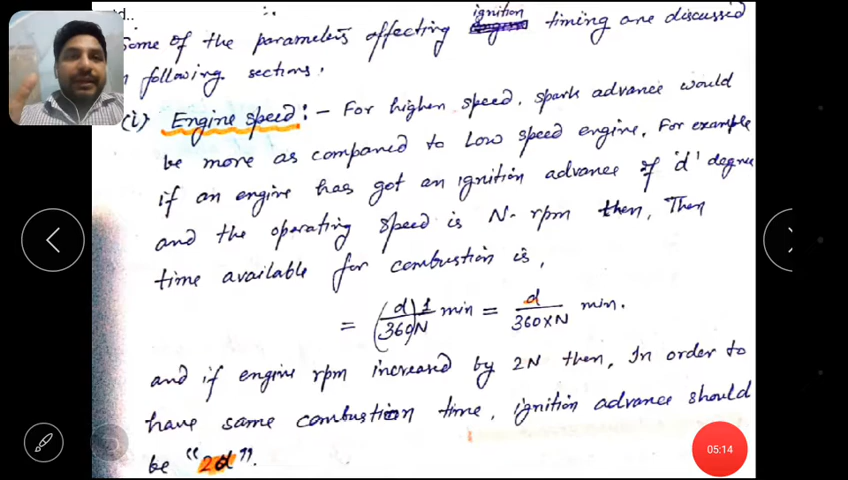 Some of the parameters affecting ignition timing are discussed
following sections.
(i) Engine speed :- For higher speed, spark advance would
be more as compared to Low speed engine. For example
if an engine has got an ignition advance of 'd' degree
and the operating speed is N- rpm then, Then
time available for combustion is,
= (d/360) 1/N min = d/(360×N) min.
and if engine rpm increased by 2N then, In order to
have same combustion time, ignition advance should
be "2d".
05:14